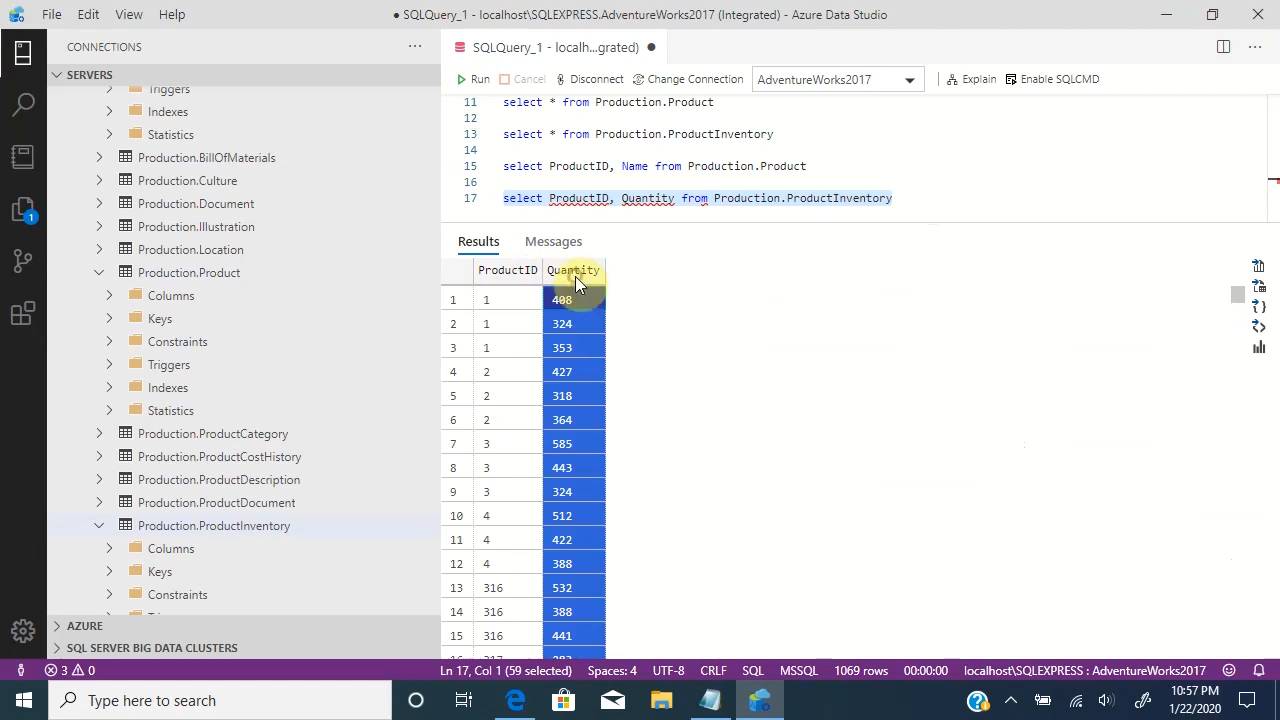 File Edit View Help
● SQLQuery_1 - localhost\SQLEXPRESS.AdventureWorks2017 (Integrated) - Azure Data Studio
CONNECTIONS
SERVERS
Triggers
Indexes
Statistics
Production.BillOfMaterials
Production.Culture
Production.Document
Production.Illustration
Production.Location
Production.Product
Columns
Keys
Constraints
Triggers
Indexes
Statistics
Production.ProductCategory
Production.ProductCostHistory
Production.ProductDescription
Production.ProductDocument
Production.ProductInventory
Columns
Keys
Constraints
AZURE
SQL SERVER BIG DATA CLUSTERS
1
SQLQuery_1 - localh...grated) ●
Run Cancel Disconnect Change Connection AdventureWorks2017 Explain Enable SQLCMD
11 select * from Production.Product
12
13 select * from Production.ProductInventory
14
15 select ProductID, Name from Production.Product
16
17 select ProductID, Quantity from Production.ProductInventory
Results Messages
ProductID Quantity
1 1 408
2 1 324
3 1 353
4 2 427
5 2 318
6 2 364
7 3 585
8 3 443
9 3 324
10 4 512
11 4 422
12 4 388
13 316 532
14 316 388
15 316 441
3 0 Ln 17, Col 1 (59 selected) Spaces: 4 UTF-8 CRLF SQL MSSQL 1069 rows 00:00:00 localhost\SQLEXPRESS : AdventureWorks2017
Type here to search
10:57 PM
1/22/2020